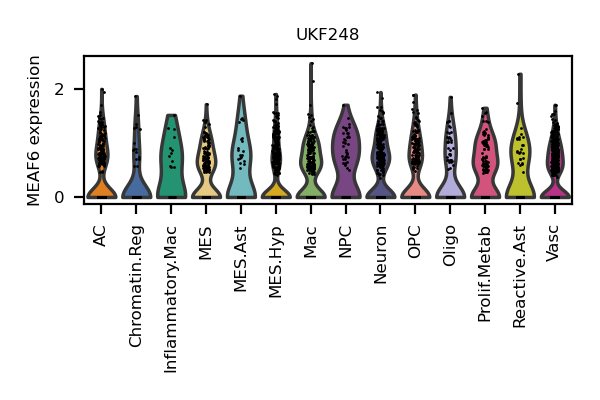 UKF248
MEAF6 expression
2
0
AC
Chromatin.Reg
Inflammatory.Mac
MES
MES.Ast
MES.Hyp
Mac
NPC
Neuron
OPC
Oligo
Prolif.Metab
Reactive.Ast
Vasc